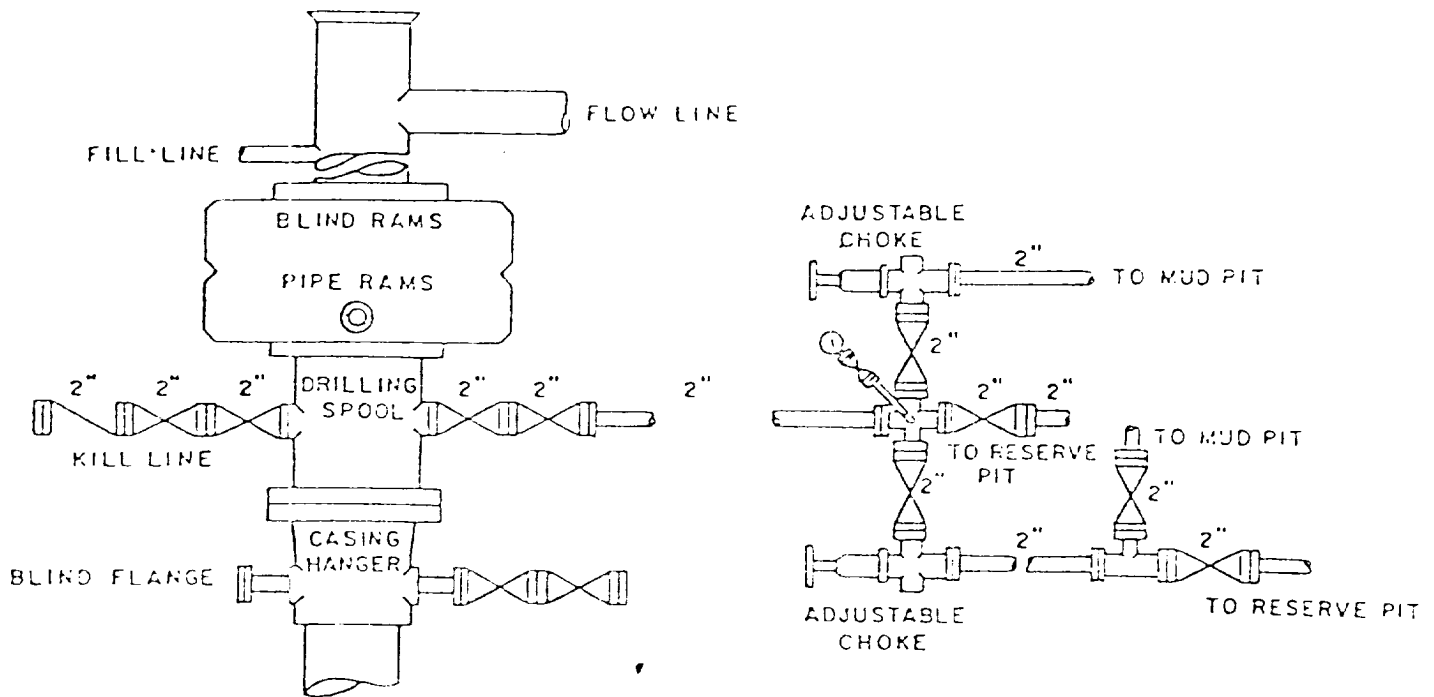 FLOW LINE
FILL·LINE
BLIND RAMS
PIPE RAMS
2" 2" 2"
DRILLING
SPOOL
2" 2" 2"
KILL LINE
CASING
HANGER
BLIND FLANGE
ADJUSTABLE
CHOKE
2"
TO MUD PIT
2"
2" 2"
TO RESERVE
PIT
TO MUD PIT
2"
2"
2"
2"
TO RESERVE PIT
ADJUSTABLE
CHOKE